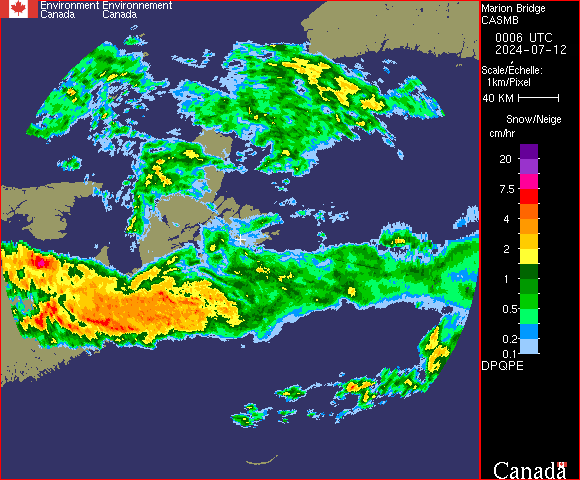 Environment Environnement
Canada Canada
Marion Bridge
CASMB
0006 UTC
2024-07-12
Scale/Échelle:
1km/Pixel
40 KM
Snow/Neige
cm/hr
20
7.5
4
2
1
0.5
0.2
0.1
DPQPE
Canada